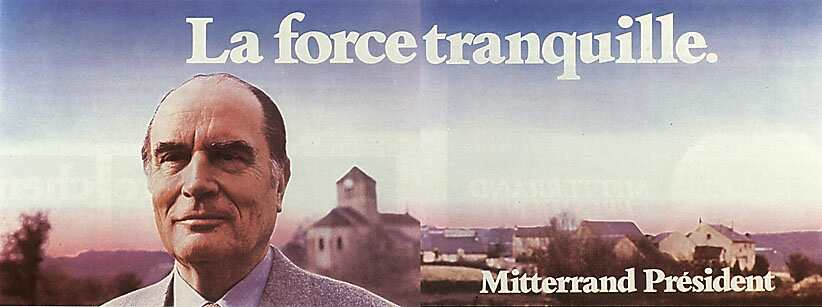 La force tranquille.
Mitterrand Président